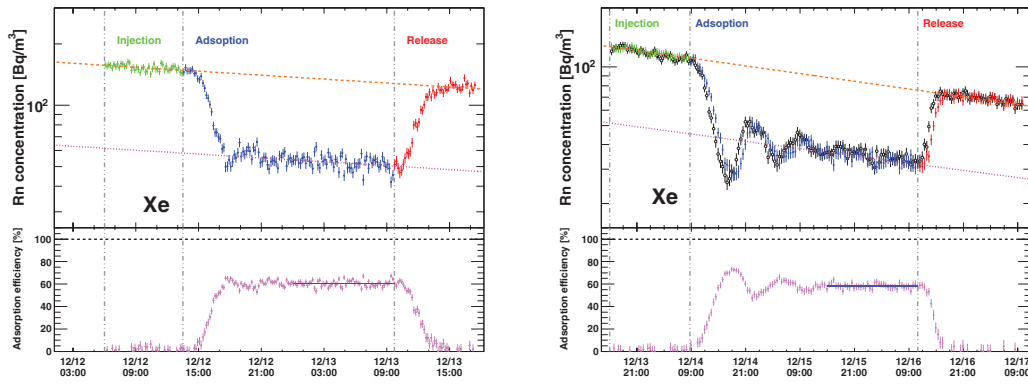 Rn concentration [Bq/m³]
Injection
Adsoption
Release
10²
Xe
Adsorption efficiency [%]
100
80
60
40
20
0
12/12 12/12 12/12 12/12 12/13 12/13 12/13
03:00 09:00 15:00 21:00 03:00 09:00 15:00
Rn concentration [Bq/m³]
Injection
Adsoption
Release
10²
Xe
Adsorption efficiency [%]
100
80
60
40
20
0
12/13 12/14 12/14 12/15 12/15 12/16 12/16 12/17
21:00 09:00 21:00 09:00 21:00 09:00 21:00 09:00